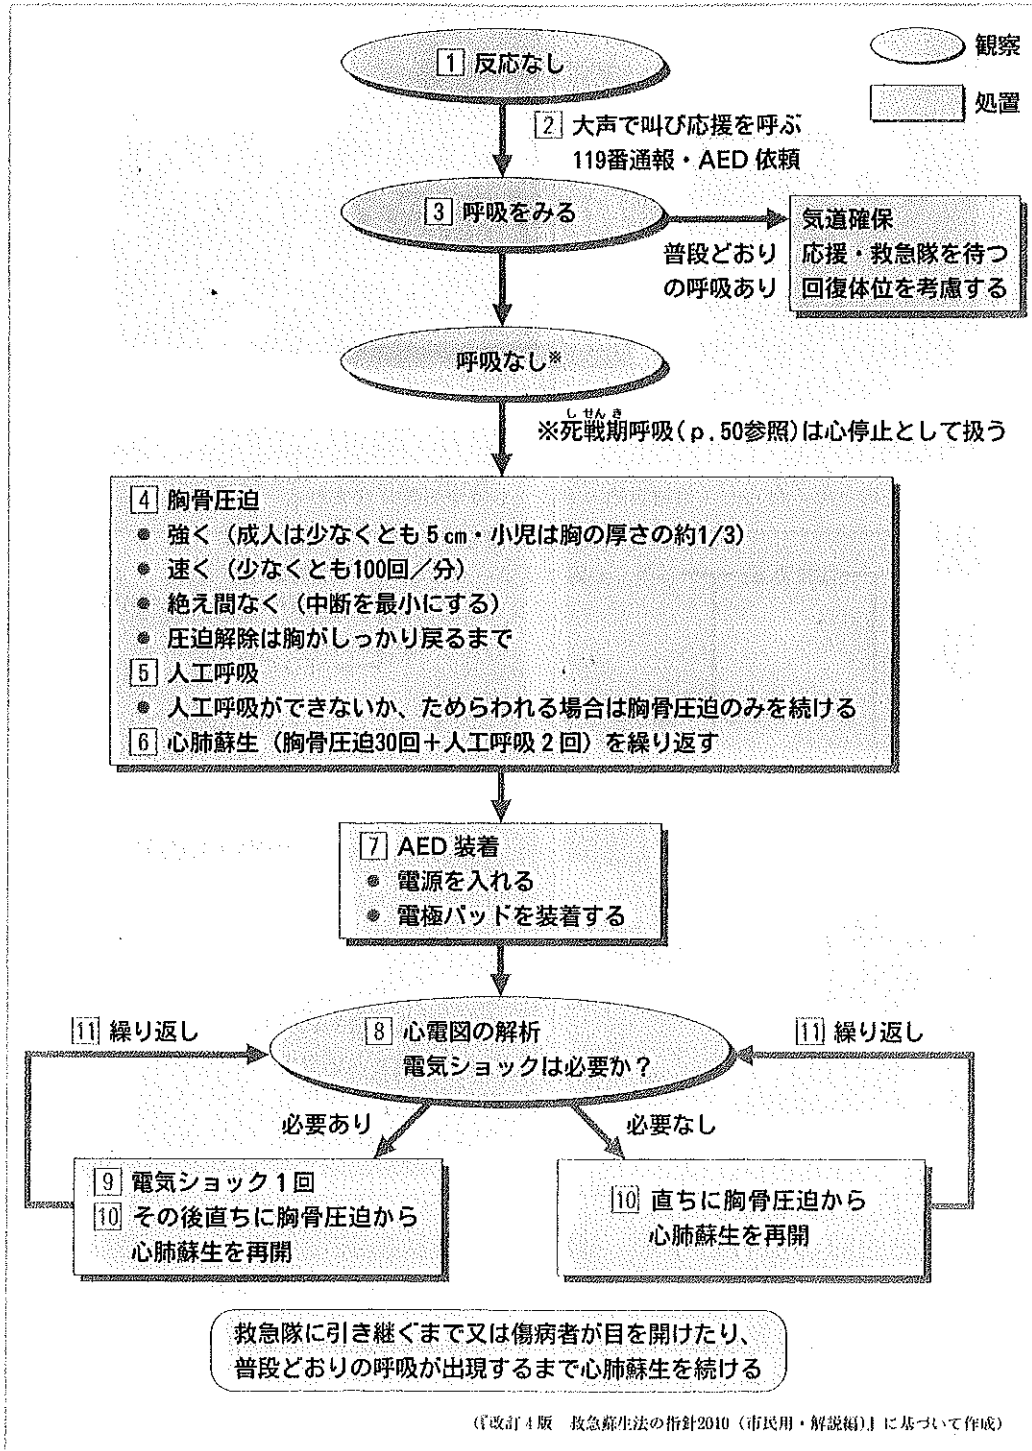 1 反応なし
観察
処置
2 大声で叫び応援を呼ぶ
119番通報・AED 依頼
3 呼吸をみる
普段どおり
の呼吸あり
気道確保
応援・救急隊を待つ
回復体位を考慮する
呼吸なし※
し せん き
※死戦期呼吸(p.50参照)は心停止として扱う
4 胸骨圧迫
● 強く(成人は少なくとも5cm・小児は胸の厚さの約1/3)
● 速く(少なくとも100回/分)
● 絶え間なく(中断を最小にする)
● 圧迫解除は胸がしっかり戻るまで
5 人工呼吸
● 人工呼吸ができないか、ためらわれる場合は胸骨圧迫のみを続ける
6 心肺蘇生(胸骨圧迫30回+人工呼吸2回)を繰り返す
7 AED 装着
● 電源を入れる
● 電極パッドを装着する
8 心電図の解析
電気ショックは必要か?
11 繰り返し
11 繰り返し
必要あり
必要なし
9 電気ショック1回
10 その後直ちに胸骨圧迫から
心肺蘇生を再開
10 直ちに胸骨圧迫から
心肺蘇生を再開
救急隊に引き継ぐまで又は傷病者が目を開けたり、
普段どおりの呼吸が出現するまで心肺蘇生を続ける
(『改訂4版 救急蘇生法の指針2010(市民用・解説編)』に基づいて作成)